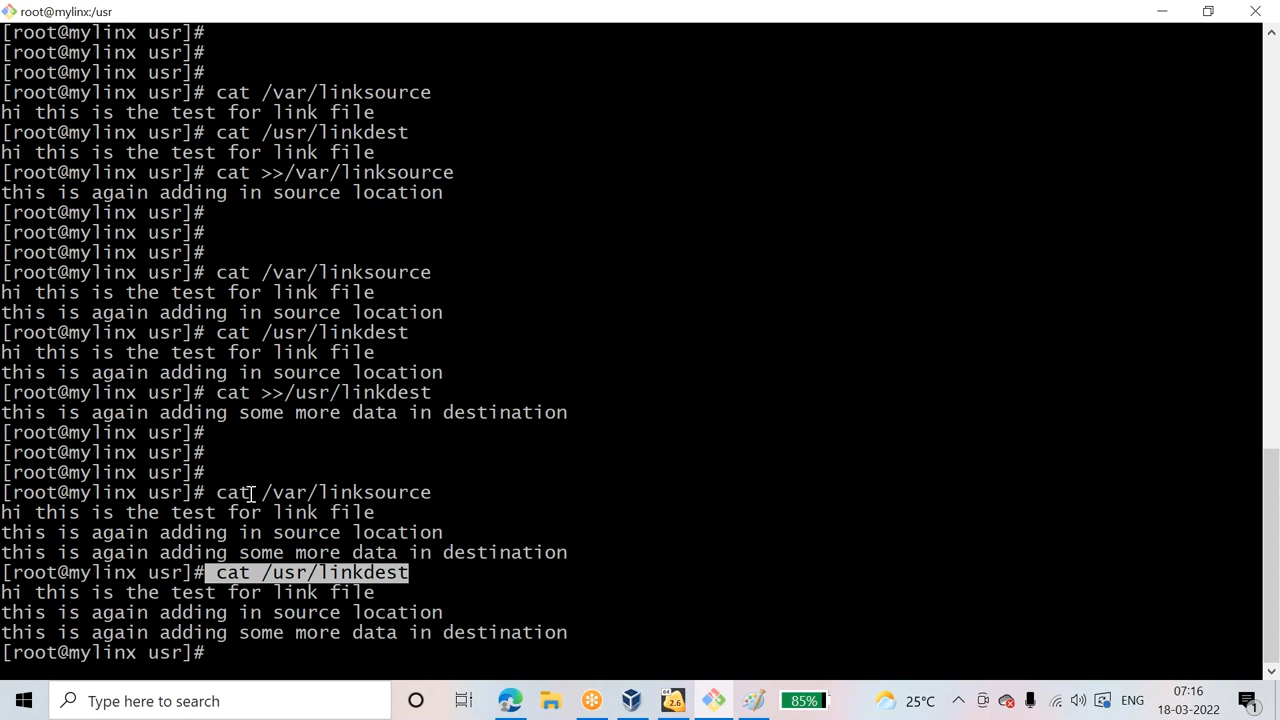 root@mylinx:/usr
[root@mylinx usr]#
[root@mylinx usr]#
[root@mylinx usr]#
[root@mylinx usr]# cat /var/linksource
hi this is the test for link file
[root@mylinx usr]# cat /usr/linkdest
hi this is the test for link file
[root@mylinx usr]# cat >>/var/linksource
this is again adding in source location
[root@mylinx usr]#
[root@mylinx usr]#
[root@mylinx usr]#
[root@mylinx usr]# cat /var/linksource
hi this is the test for link file
this is again adding in source location
[root@mylinx usr]# cat /usr/linkdest
hi this is the test for link file
this is again adding in source location
[root@mylinx usr]# cat >>/usr/linkdest
this is again adding some more data in destination
[root@mylinx usr]#
[root@mylinx usr]#
[root@mylinx usr]#
[root@mylinx usr]# cat /var/linksource
hi this is the test for link file
this is again adding in source location
this is again adding some more data in destination
[root@mylinx usr]# cat /usr/linkdest
hi this is the test for link file
this is again adding in source location
this is again adding some more data in destination
[root@mylinx usr]#
Type here to search
64
2.6
85%
25°C
ENG
07:16
18-03-2022
1